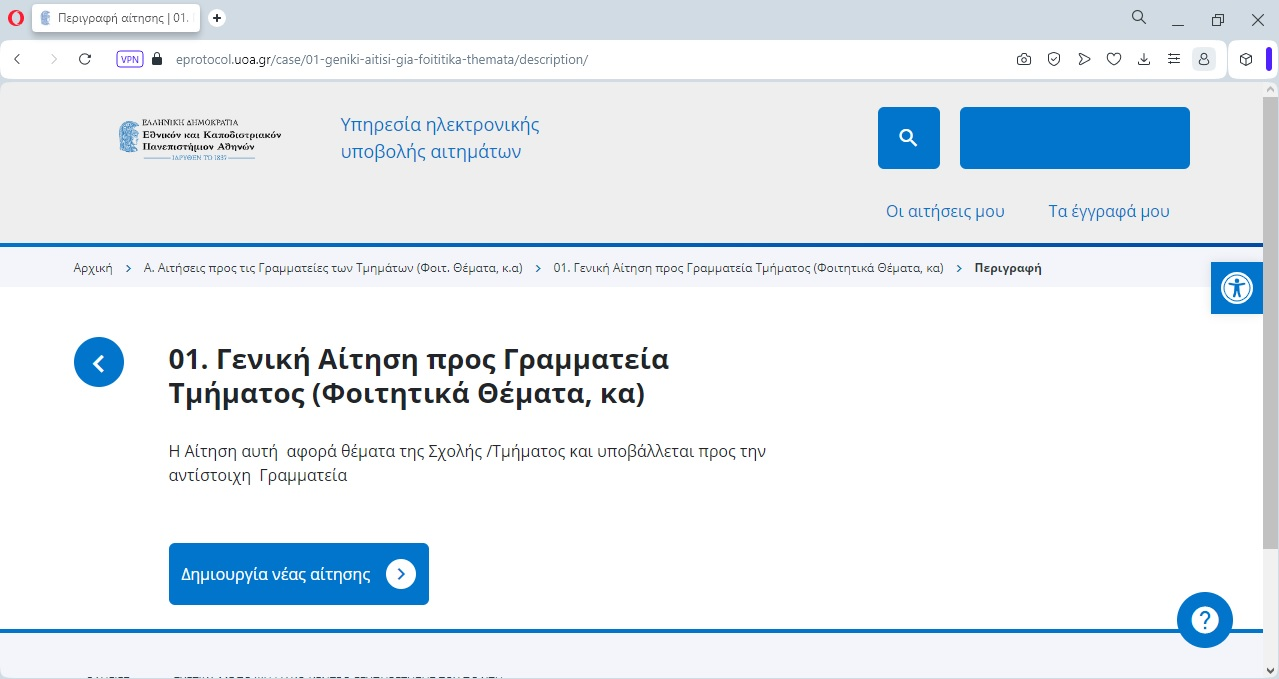 Περιγραφή αίτησης | 01.
VPN
eprotocol.uoa.gr/case/01-geniki-aitisi-gia-foititika-themata/description/
ΕΛΛΗΝΙΚΗ ΔΗΜΟΚΡΑΤΙΑ
Εθνικόν και Καποδιστριακόν
Πανεπιστήμιον Αθηνών
ΙΔΡΥΘΕΝ ΤΟ 1837
Υπηρεσία ηλεκτρονικής
υποβολής αιτημάτων
Οι αιτήσεις μου Τα έγγραφά μου
Αρχική Α. Αιτήσεις προς τις Γραμματείες των Τμημάτων (Φοιτ. Θέματα, κ.α) 01. Γενική Αίτηση προς Γραμματεία Τμήματος (Φοιτητικά Θέματα, κα) Περιγραφή
01. Γενική Αίτηση προς Γραμματεία
Τμήματος (Φοιτητικά Θέματα, κα)
Η Αίτηση αυτή αφορά θέματα της Σχολής /Τμήματος και υποβάλλεται προς την
αντίστοιχη Γραμματεία
Δημιουργία νέας αίτησης
?